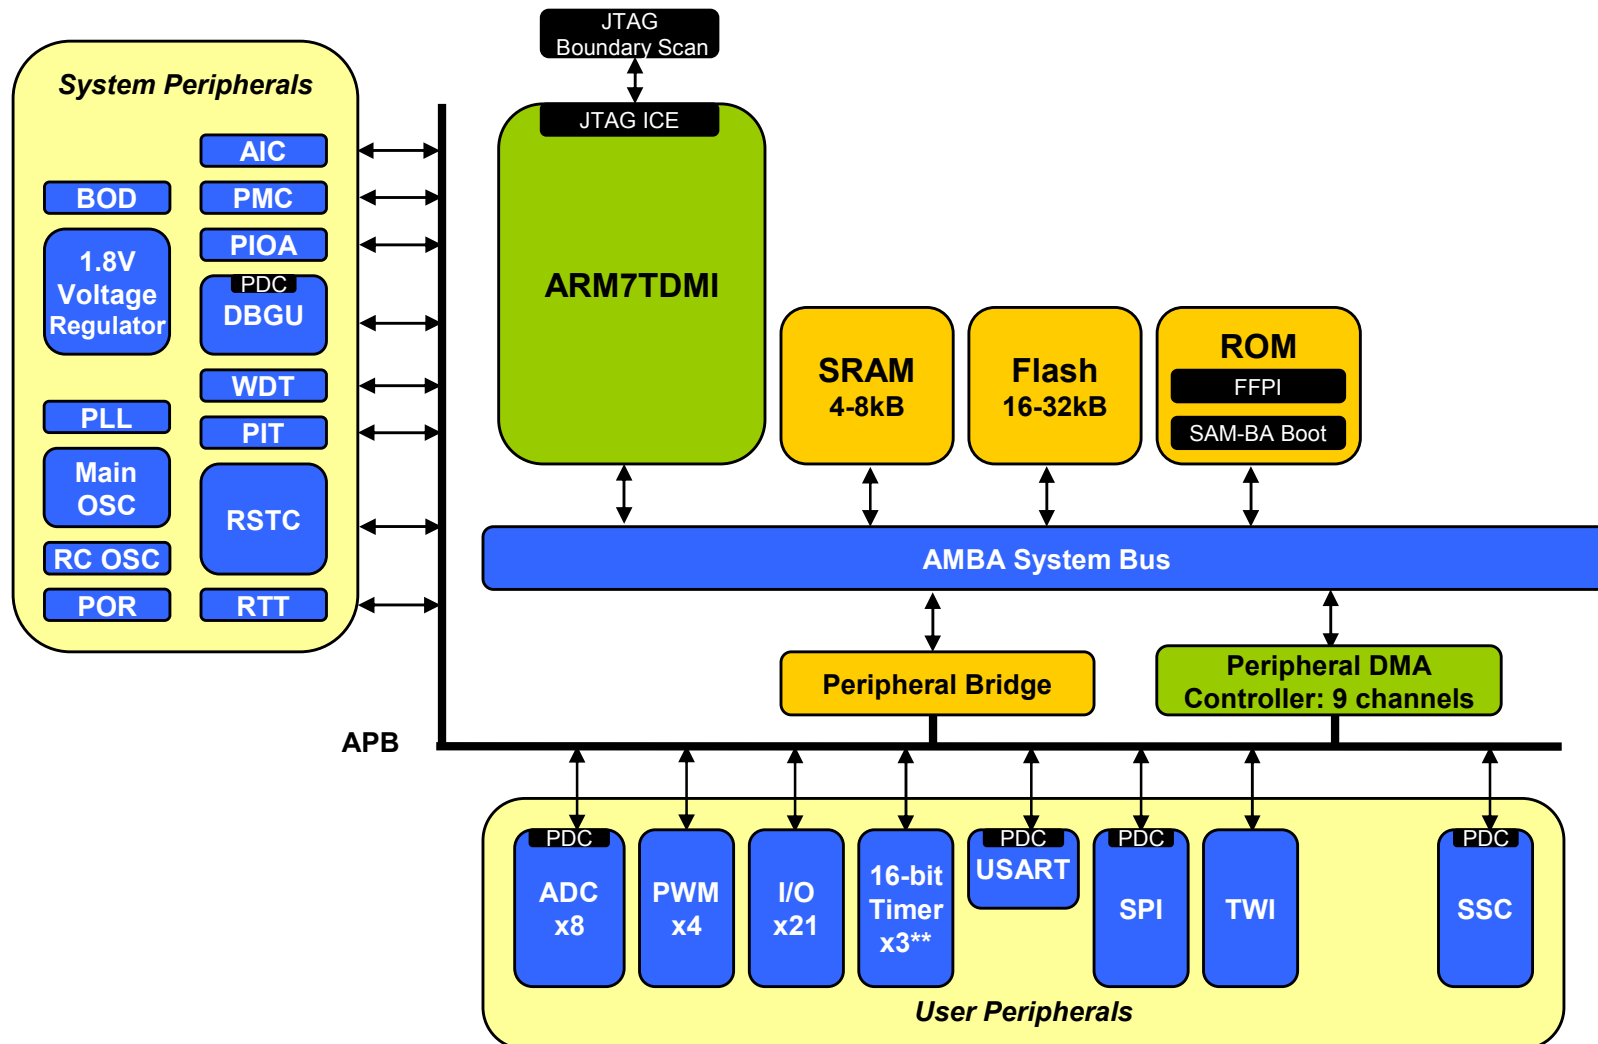 JTAG
Boundary Scan
System Peripherals
JTAG ICE
AIC
BOD
PMC
PIOA
1.8V
Voltage
Regulator
PDC
DBGU
ARM7TDMI
WDT
PLL
PIT
Main
OSC
RSTC
RC OSC
POR
RTT
SRAM
4-8kB
Flash
16-32kB
ROM
FFPI
SAM-BA Boot
AMBA System Bus
Peripheral Bridge
Peripheral DMA
Controller: 9 channels
APB
PDC
ADC
x8
PWM
x4
I/O
x21
16-bit
Timer
x3**
PDC
USART
PDC
SPI
TWI
PDC
SSC
User Peripherals